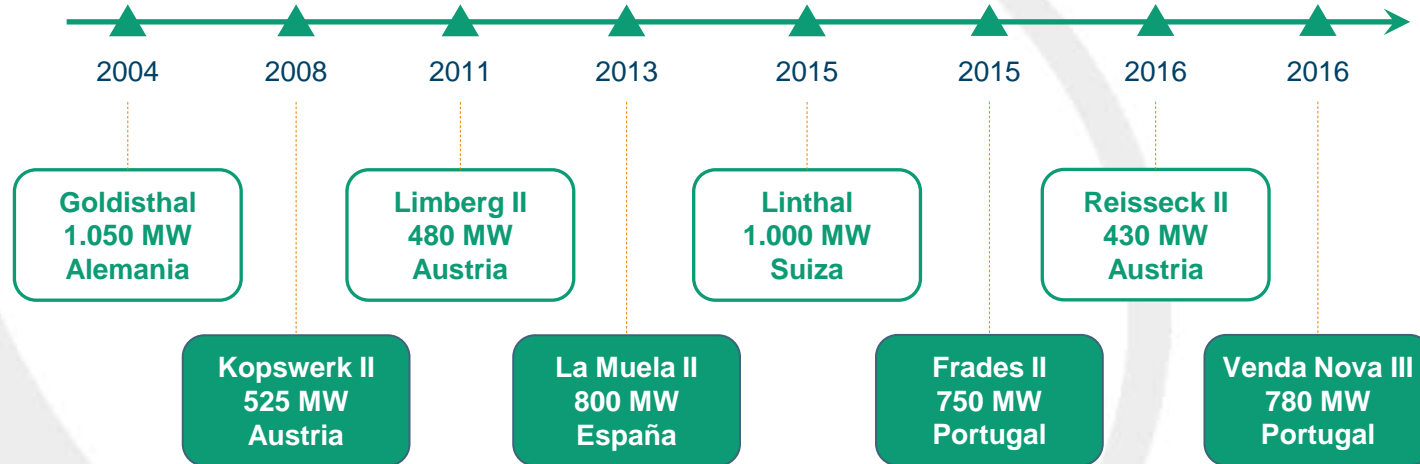 2004
2008
2011
2013
2015
2015
2016
2016
Goldisthal
1.050 MW
Alemania
Limberg II
480 MW
Austria
Linthal
1.000 MW
Suiza
Reisseck II
430 MW
Austria
Kopswerk II
525 MW
Austria
La Muela II
800 MW
España
Frades II
750 MW
Portugal
Venda Nova III
780 MW
Portugal